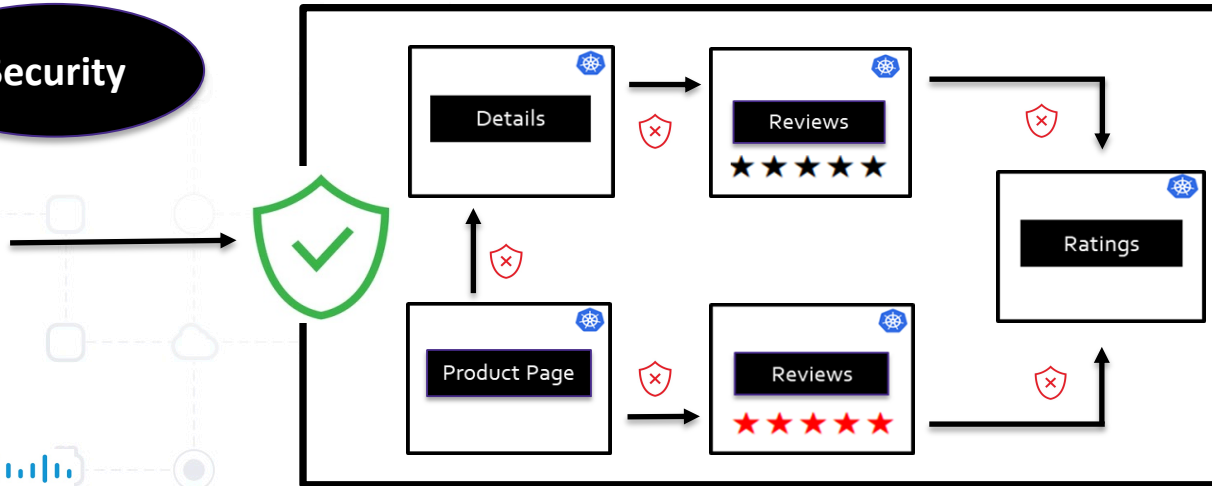 Security
Details
Reviews
Ratings
Product Page
Reviews